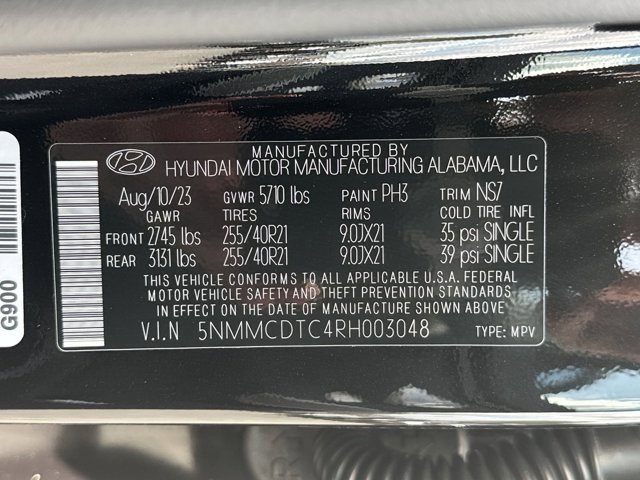 MANUFACTURED BY
HYUNDAI MOTOR MANUFACTURING ALABAMA, LLC
Aug/10/23 GVWR 5710 lbs PAINT PH3 TRIM NS7
GAWR TIRES RIMS COLD TIRE INFL
FRONT 2745 lbs 255/40R21 9.0JX21 35 psi SINGLE
REAR 3131 lbs 255/40R21 9.0JX21 39 psi SINGLE
THIS VEHICLE CONFORMS TO ALL APPLICABLE U.S.A. FEDERAL
MOTOR VEHICLE SAFETY AND THEFT PREVENTION STANDARDS
IN EFFECT ON THE DATE OF MANUFACTURE SHOWN ABOVE.
V.I.N 5NMMCDTC4RH003048 TYPE: MPV
G900